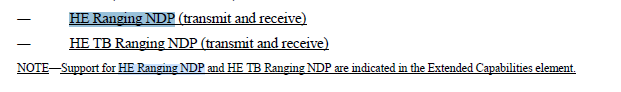 — HE Ranging NDP (transmit and receive)
— HE TB Ranging NDP (transmit and receive)
NOTE—Support for HE Ranging NDP and HE TB Ranging NDP are indicated in the Extended Capabilities element.